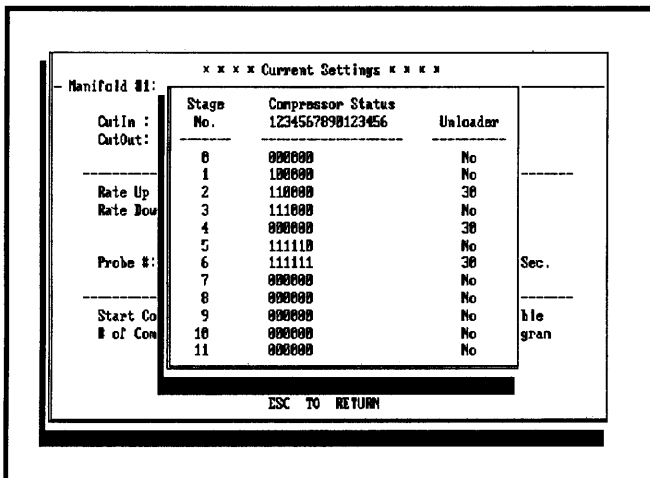 x x x x Current Settings x x x x
Manifold #1:
Stage Compressor Status
No. 1234567890123456 Unloader
CutIn :
CutOut:
0 000000 No
1 100000 No
Rate Up 2 110000 30
Rate Dow 3 111000 No
4 000000 30
5 111110 No
Probe #: 6 111111 30 Sec.
7 000000 No
8 000000 No
Start Co 9 000000 No ble
# of Com 10 000000 No gram
11 000000 No
ESC TO RETURN